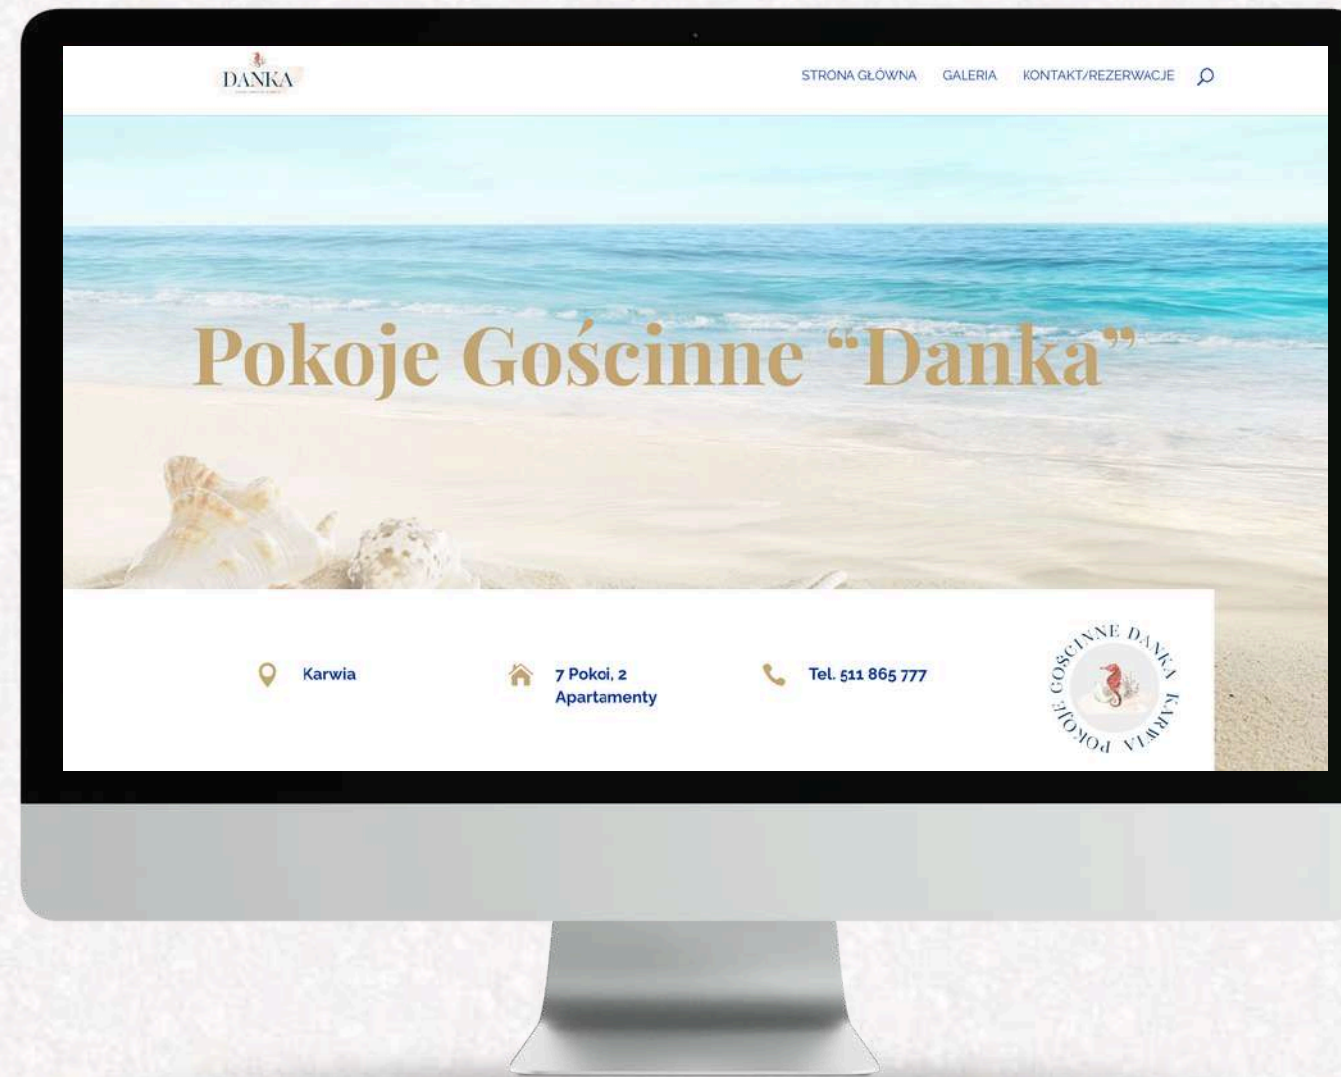 DANKA
STRONA GŁÓWNA GALERIA KONTAKT/REZERWACJE
Pokoje Gościnne “Danka”
Karwia
7 Pokoi, 2
Apartamenty
Tel. 511 865 777
POKOJE GOŚCINNE DANKA KARWIA